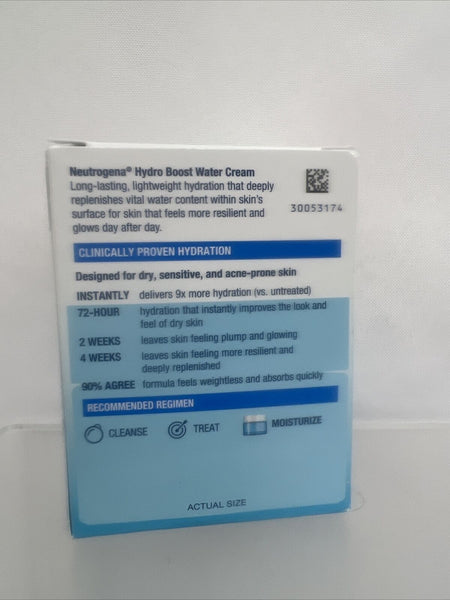 Neutrogena® Hydro Boost Water Cream
Long-lasting, lightweight hydration that deeply
replenishes vital water content within skin's
surface for skin that feels more resilient and
glows day after day.
30053174
CLINICALLY PROVEN HYDRATION
Designed for dry, sensitive, and acne-prone skin
INSTANTLY delivers 9x more hydration (vs. untreated)
72-HOUR hydration that instantly improves the look and
feel of dry skin
2 WEEKS leaves skin feeling plump and glowing
4 WEEKS leaves skin feeling more resilient and
deeply replenished
90% AGREE formula feels weightless and absorbs quickly
RECOMMENDED REGIMEN
CLEANSE TREAT MOISTURIZE
ACTUAL SIZE